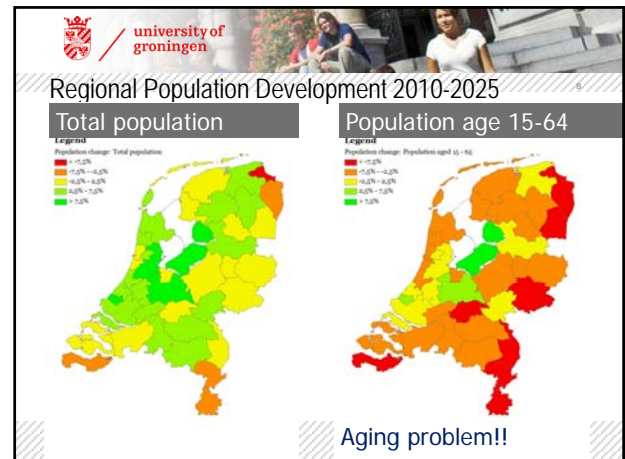 university of
groningen
Regional Population Development 2010-2025
8
Total population
Population age 15-64
Legend
Population change: Total population
< -7,5%
-7,5% - -2,5%
-2,5% - 2,5%
2,5% - 7,5%
> 7,5%
Legend
Population change: Population aged 15 - 65
< -7,5%
-7,5% - -2,5%
-2,5% - 2,5%
2,5% - 7,5%
> 7,5%
Aging problem!!